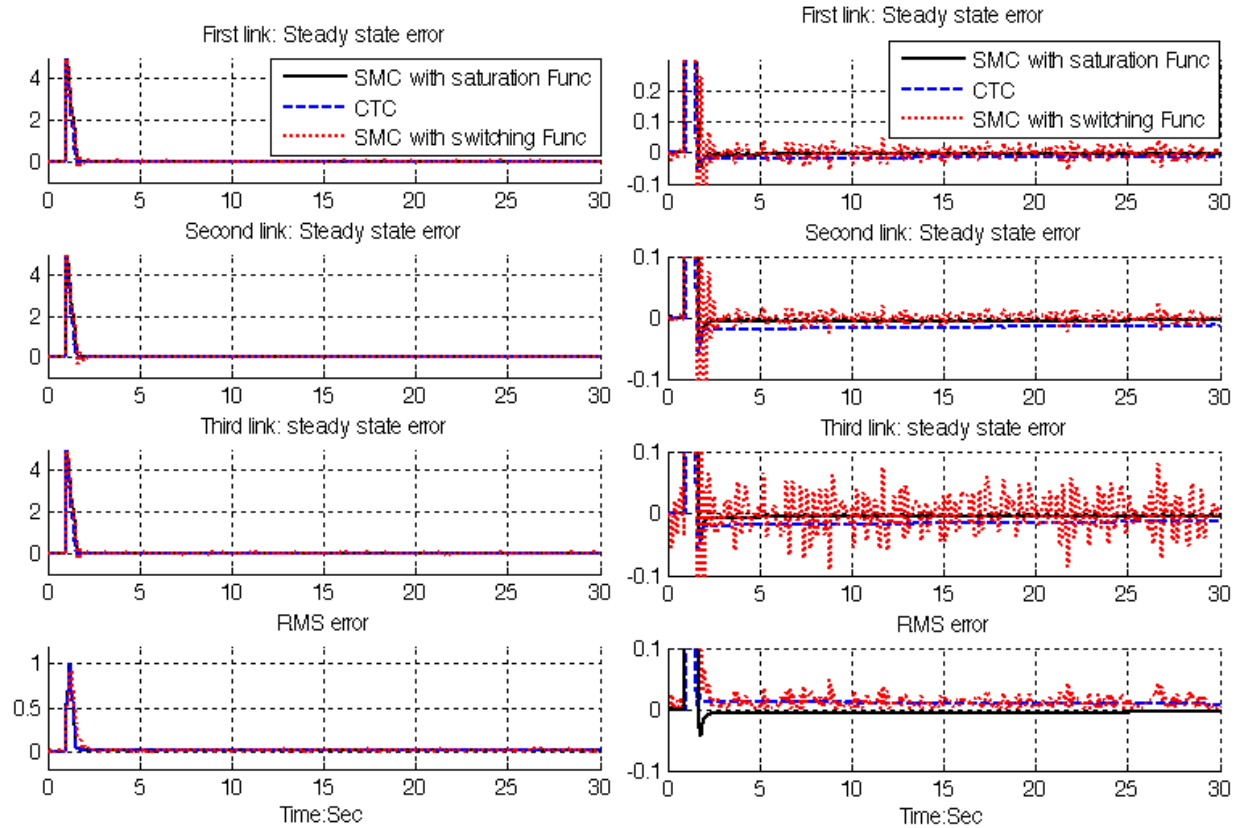 First link: Steady state error
SMC with saturation Func
CTC
SMC with switching Func
4
2
0
0 5 10 15 20 25 30
Second link: Steady state error
4
2
0
0 5 10 15 20 25 30
Third link: steady state error
4
2
0
0 5 10 15 20 25 30
RMS error
1
0.5
0
0 5 10 15 20 25 30
Time:Sec
First link: Steady state error
SMC with saturation Func
CTC
SMC with switching Func
0.2
0.1
0
-0.1
0 5 10 15 20 25 30
Second link: Steady state error
0.1
0
-0.1
0 5 10 15 20 25 30
Third link: steady state error
0.1
0
-0.1
0 5 10 15 20 25 30
RMS error
0.1
0
-0.1
0 5 10 15 20 25 30
Time:Sec